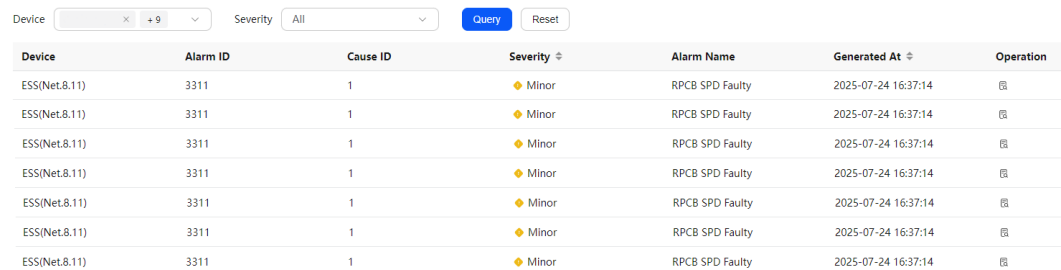 Device + 9 Severity All Query Reset
Device Alarm ID Cause ID Severity Alarm Name Generated At Operation
ESS(Net.8.11) 3311 1 Minor RPCB SPD Faulty 2025-07-24 16:37:14
ESS(Net.8.11) 3311 1 Minor RPCB SPD Faulty 2025-07-24 16:37:14
ESS(Net.8.11) 3311 1 Minor RPCB SPD Faulty 2025-07-24 16:37:14
ESS(Net.8.11) 3311 1 Minor RPCB SPD Faulty 2025-07-24 16:37:14
ESS(Net.8.11) 3311 1 Minor RPCB SPD Faulty 2025-07-24 16:37:14
ESS(Net.8.11) 3311 1 Minor RPCB SPD Faulty 2025-07-24 16:37:14
ESS(Net.8.11) 3311 1 Minor RPCB SPD Faulty 2025-07-24 16:37:14